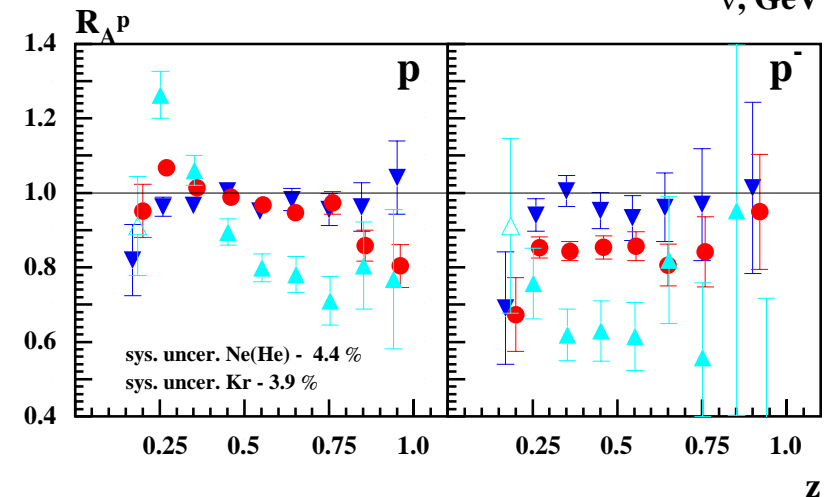 ν, GeV
R_A^p
1.4
p
p⁻
1.2
1.0
0.8
0.6
sys. uncer. Ne(He) - 4.4 %
sys. uncer. Kr - 3.9 %
0.4
0.25 0.5 0.75 1.0 0.25 0.5 0.75 1.0
z